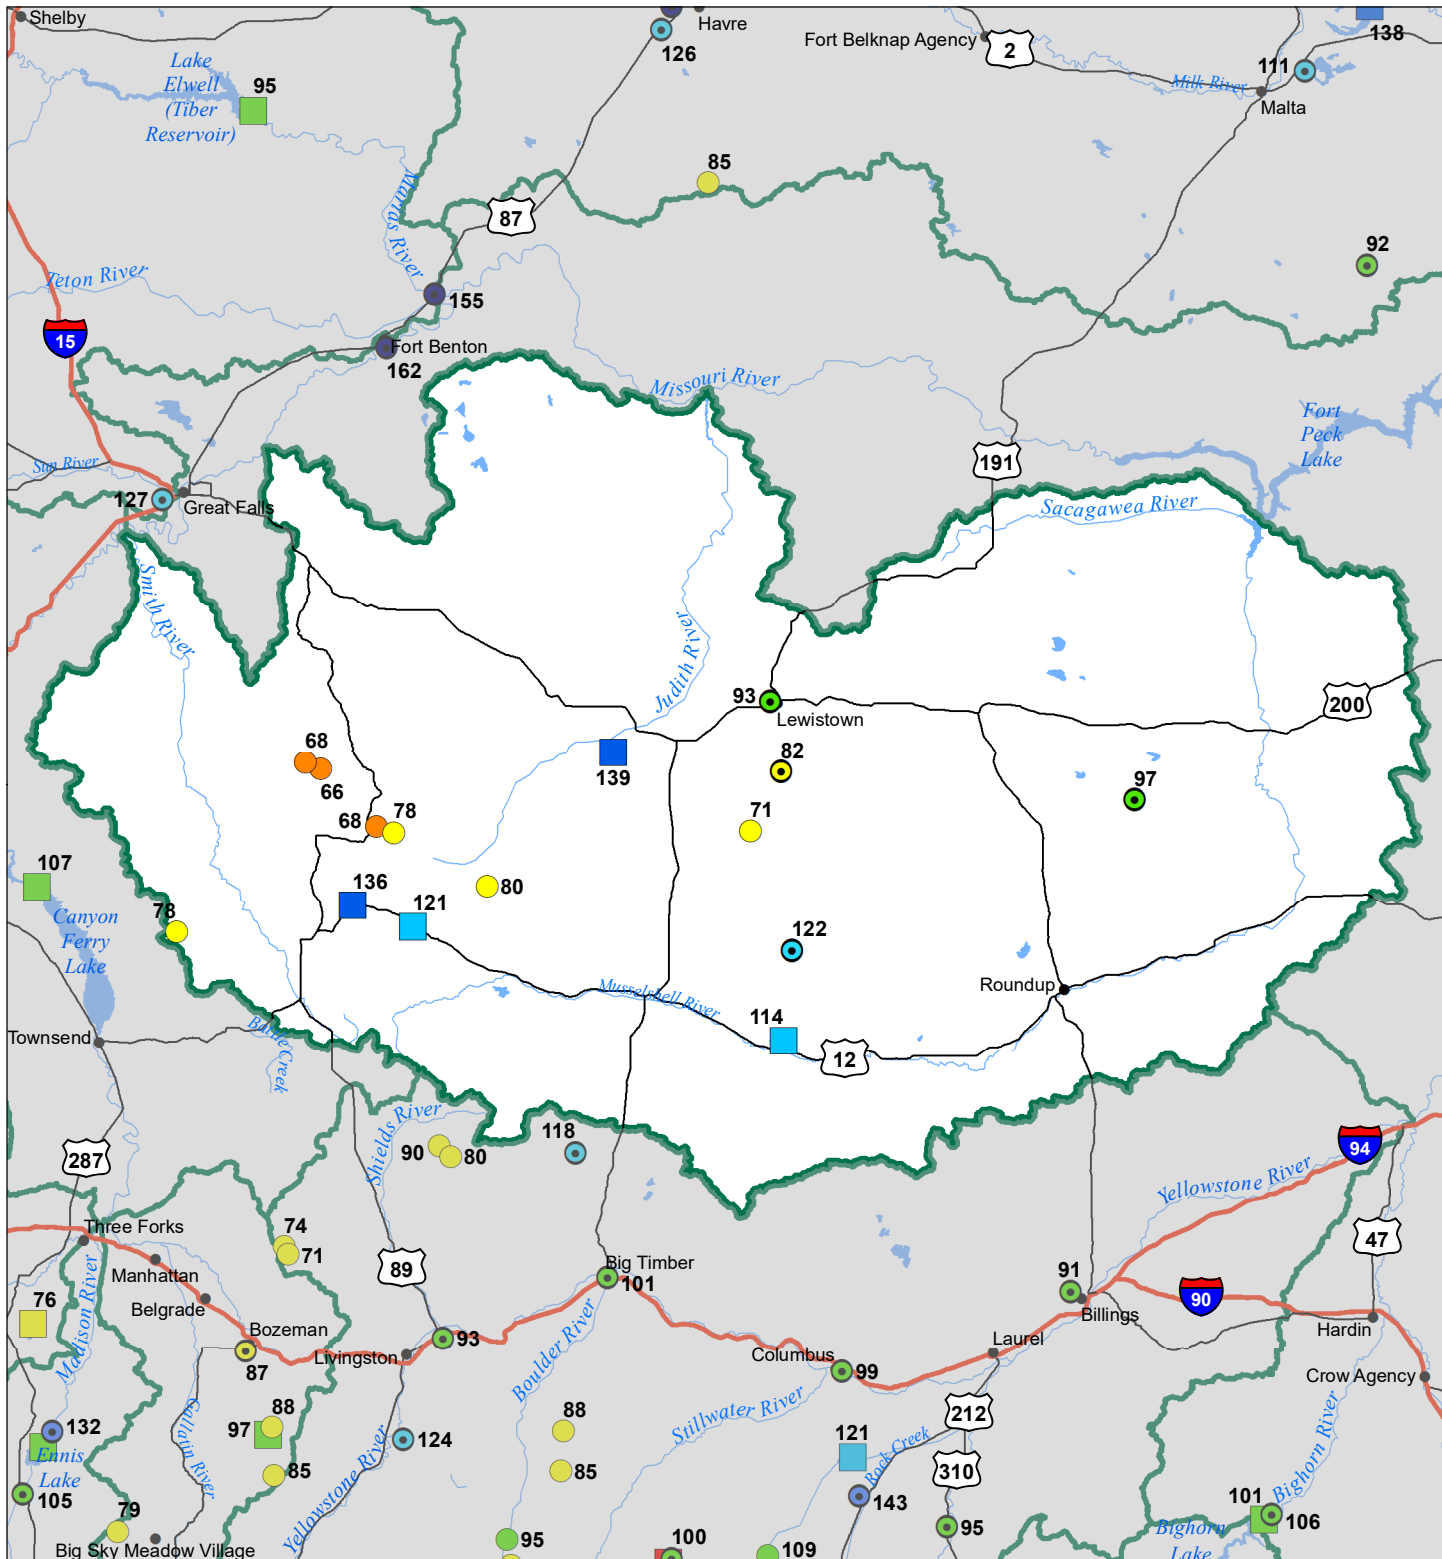 Shelby
Havre
126
Fort Belknap Agency
2
138
111
Milk River
Malta
Lake
Elwell
(Tiber
Reservoir)
95
85
Marias River
87
92
Teton River
155
15
Fort Benton
162
Missouri River
Fort
Peck
Lake
191
Sun River
127
Great Falls
Sacagawea River
Smith River
Judith River
93
Lewistown
200
68
66
139
82
97
68
78
71
107
136
121
80
Canyon
Ferry
Lake
78
122
Musselshell River
Roundup
114
12
Townsend
Battle Creek
287
Shields River
90
80
118
94
Yellowstone River
Three Forks
74
71
47
Manhattan
89
Big Timber
101
91
90
Billings
76
Madison River
Belgrade
Bozeman
87
Livingston
93
Boulder River
Columbus
99
Laurel
Hardin
Crow Agency
132
Ennis
Lake
97
88
Gallatin River
124
Yellowstone River
88
Stillwater River
212
121
Rock Creek
310
Bighorn River
85
85
105
143
79
Big Sky Meadow Village
95
100
109
95
101
106
Bighorn
Lake